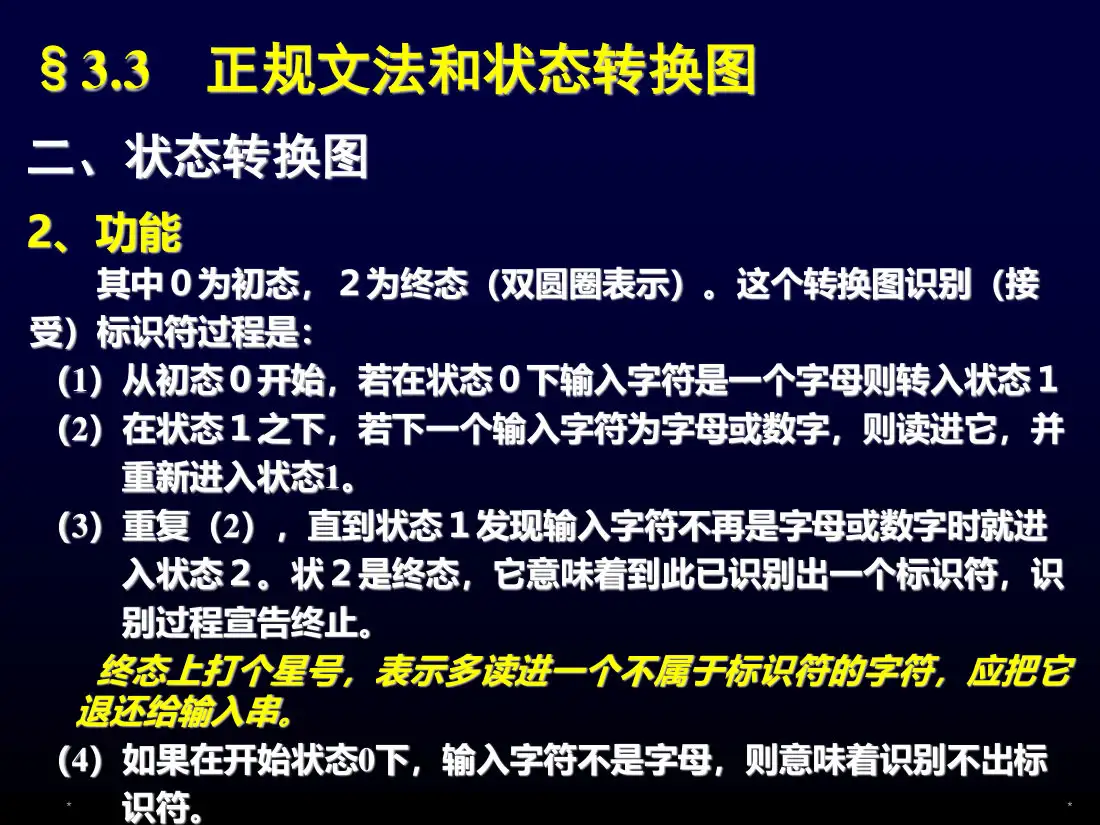 §3.3 正规文法和状态转换图
二、状态转换图
2、功能
其中０为初态，２为终态（双圆圈表示）。这个转换图识别（接
受）标识符过程是：
（1）从初态０开始，若在状态０下输入字符是一个字母则转入状态１
（2）在状态１之下，若下一个输入字符为字母或数字，则读进它，并
重新进入状态1。
（3）重复（2），直到状态１发现输入字符不再是字母或数字时就进
入状态２。状２是终态，它意味着到此已识别出一个标识符，识
别过程宣告终止。
终态上打个星号，表示多读进一个不属于标识符的字符，应把它
退还给输入串。
（4）如果在开始状态0下，输入字符不是字母，则意味着识别不出标
识符。
* *